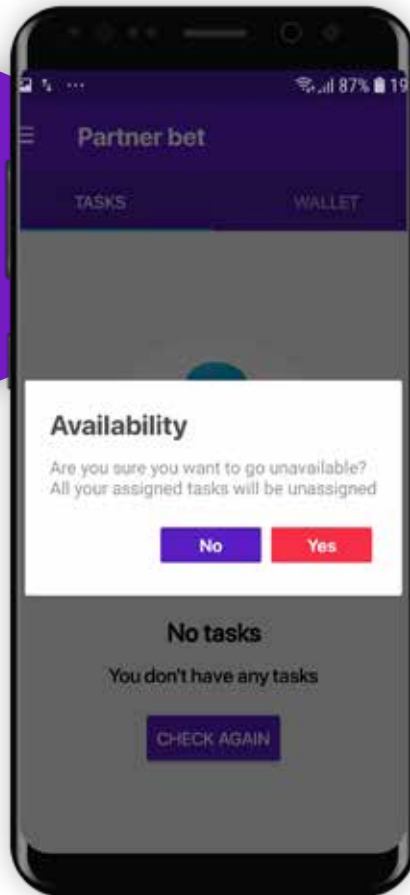 87% 19
Partner bet
TASKS WALLET
Availability
Are you sure you want to go unavailable?
All your assigned tasks will be unassigned
No Yes
No tasks
You don't have any tasks
CHECK AGAIN